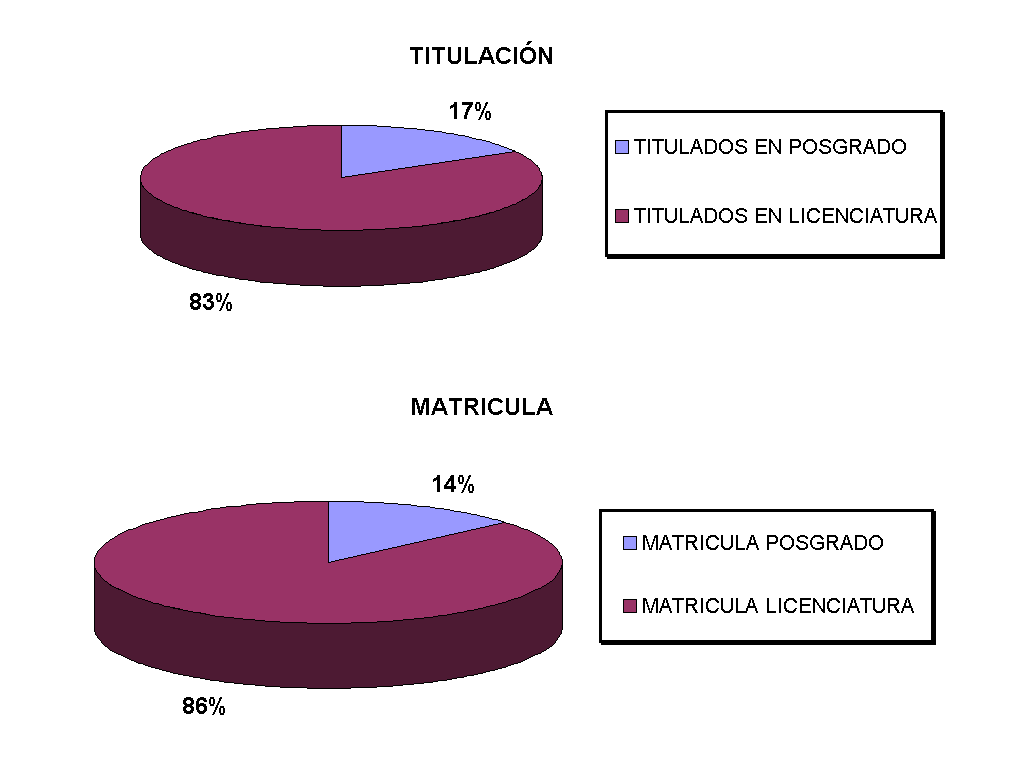 TITULACIÓN
17%
TITULADOS EN POSGRADO
TITULADOS EN LICENCIATURA
83%
MATRICULA
14%
MATRICULA POSGRADO
MATRICULA LICENCIATURA
86%